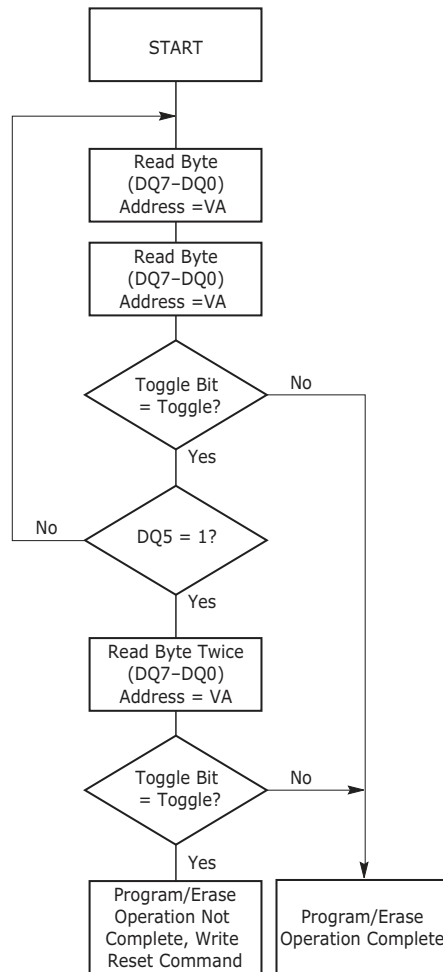 START
Read Byte
(DQ7–DQ0)
Address =VA
Read Byte
(DQ7–DQ0)
Address =VA
Toggle Bit
= Toggle?
No
Yes
No
DQ5 = 1?
Yes
Read Byte Twice
(DQ7–DQ0)
Address = VA
Toggle Bit
= Toggle?
No
Yes
Program/Erase
Operation Not
Complete, Write
Reset Command
Program/Erase
Operation Complete